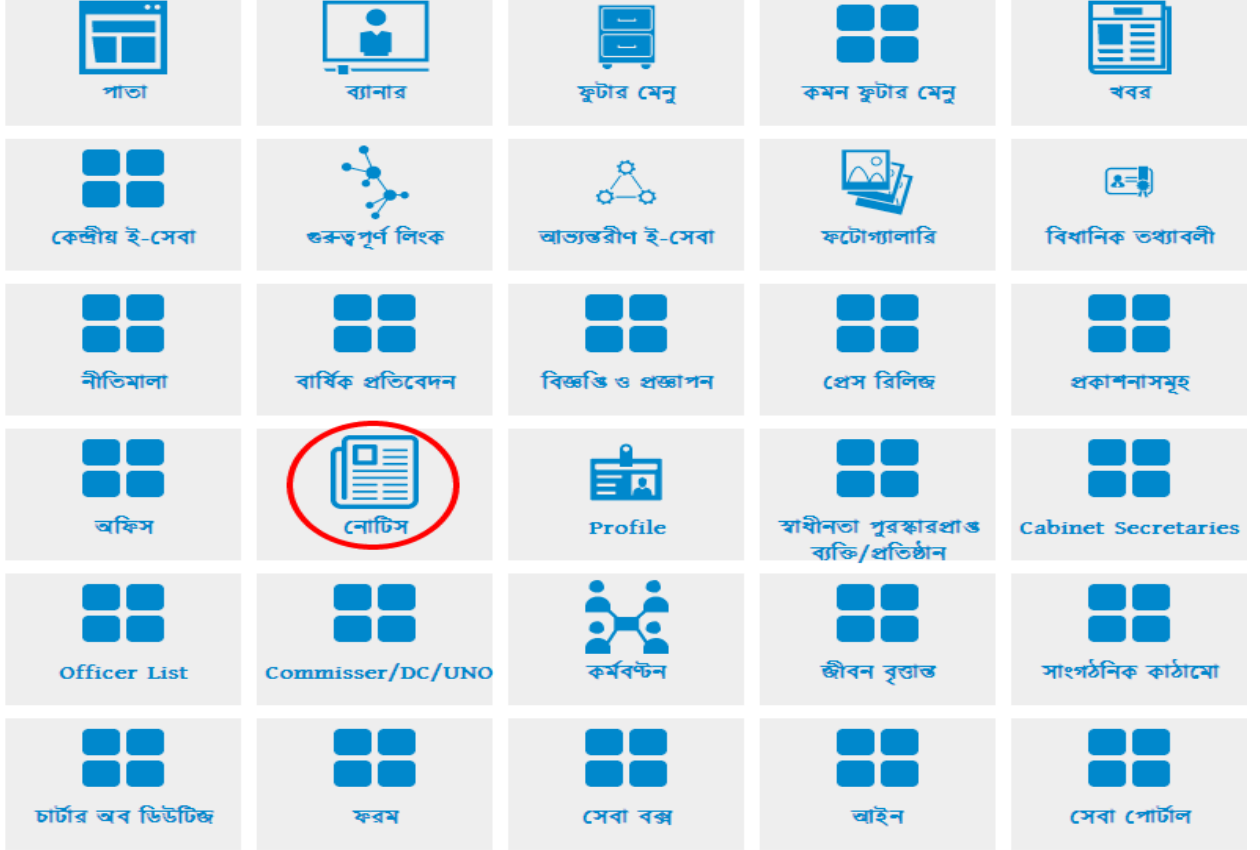 পাতা
ব্যানার
ফুটার মেনু
কমন ফুটার মেনু
খবর
কেন্দ্রীয় ই-সেবা
গুরুত্বপূর্ণ লিংক
আভ্যন্তরীণ ই-সেবা
ফটোগ্যালারি
বিধানিক তথ্যাবলী
নীতিমালা
বার্ষিক প্রতিবেদন
বিজ্ঞপ্তি ও প্রজ্ঞাপন
প্রেস রিলিজ
প্রকাশনাসমূহ
অফিস
নোটিস
Profile
স্বাধীনতা পুরস্কারপ্রাপ্ত
ব্যক্তি/প্রতিষ্ঠান
Cabinet Secretaries
Officer List
Commisser/DC/UNO
কর্মবণ্টন
জীবন বৃত্তান্ত
সাংগঠনিক কাঠামো
চার্টার অব ডিউটিজ
ফরম
সেবা বক্স
আইন
সেবা পোর্টাল